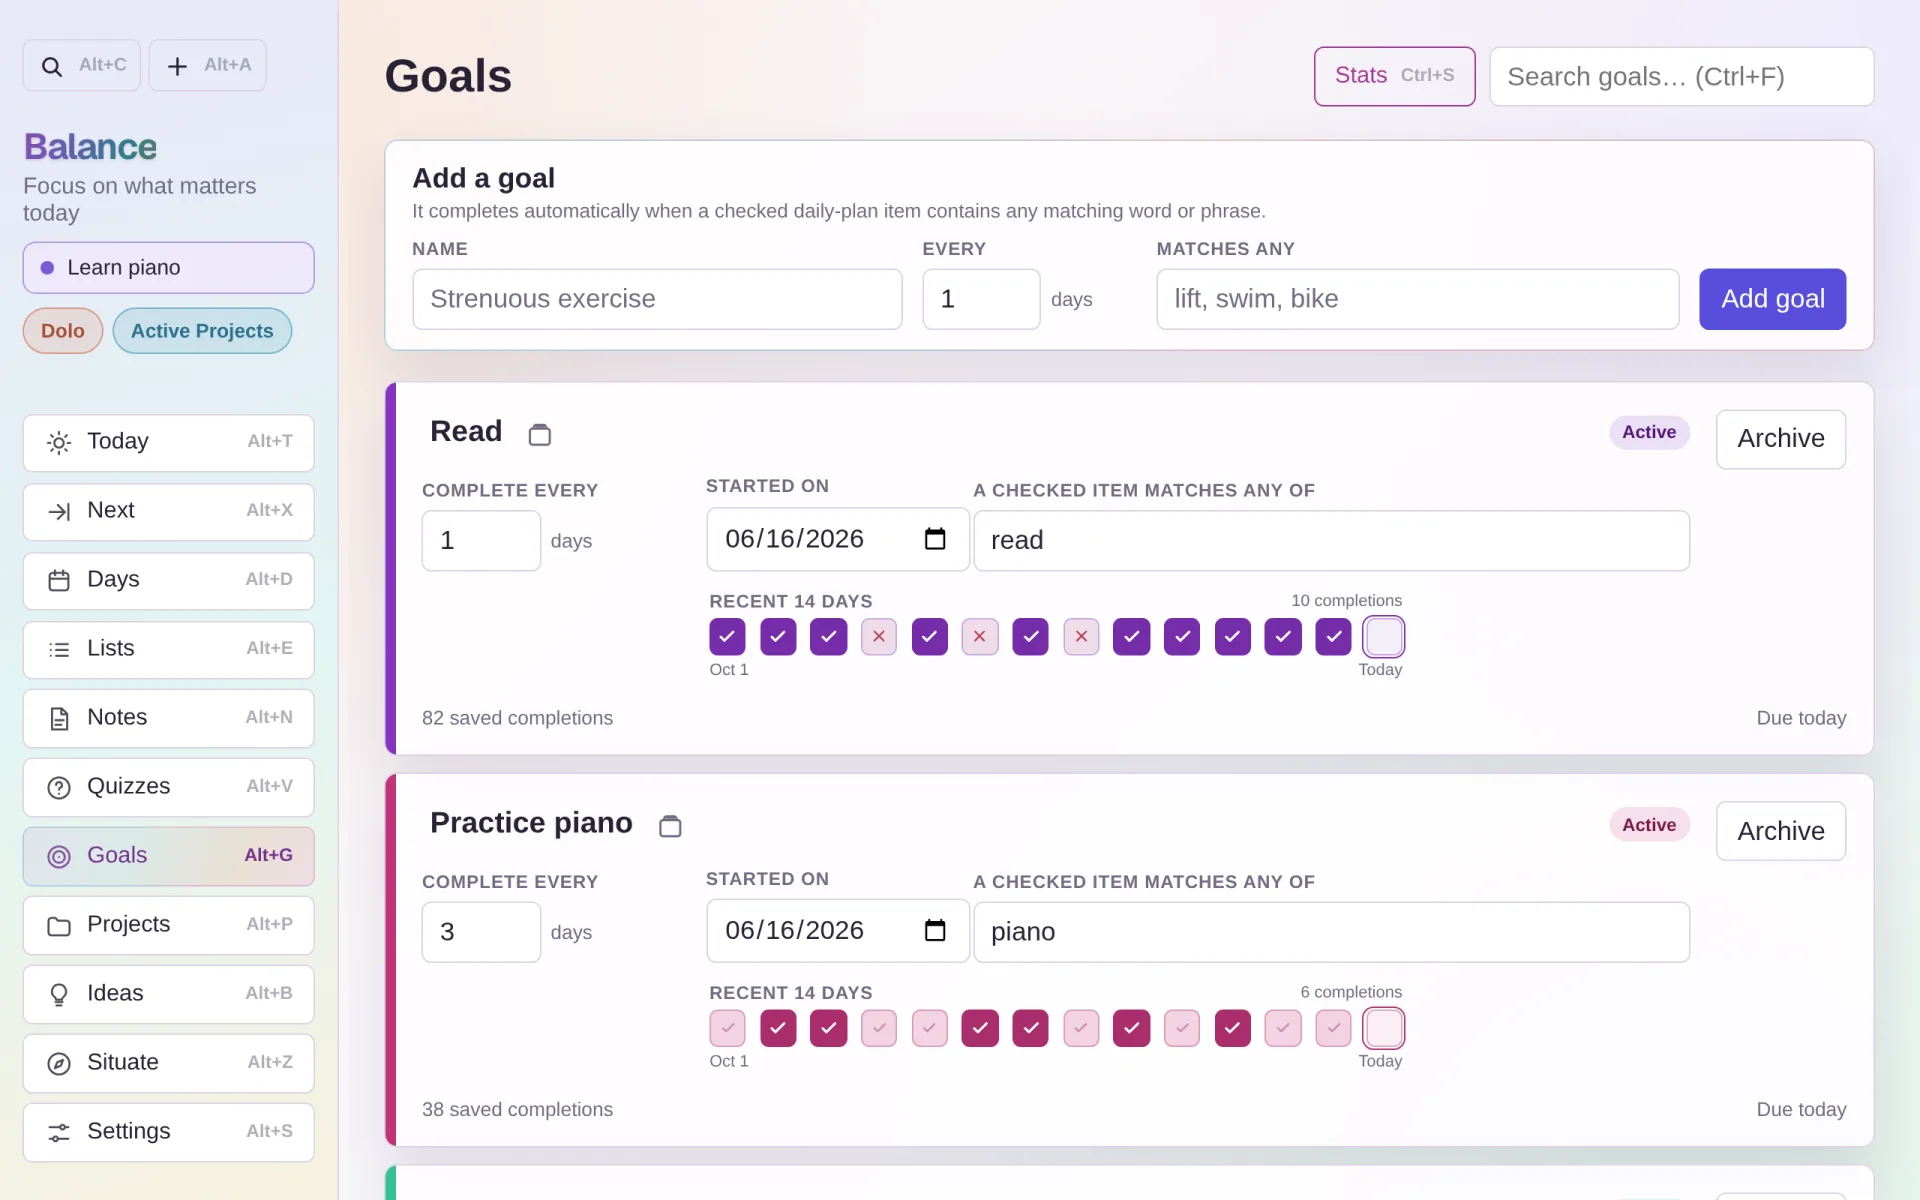 Alt+C
Alt+A
Balance
Focus on what matters
today
Learn piano
Dolo
Active Projects
Today Alt+T
Next Alt+X
Days Alt+D
Lists Alt+E
Notes Alt+N
Quizzes Alt+V
Goals Alt+G
Projects Alt+P
Ideas Alt+B
Situate Alt+Z
Settings Alt+S
Goals
Stats Ctrl+S
Search goals… (Ctrl+F)
Add a goal
It completes automatically when a checked daily-plan item contains any matching word or phrase.
NAME EVERY MATCHES ANY
Strenuous exercise 1 days lift, swim, bike Add goal
Read Active Archive
COMPLETE EVERY STARTED ON A CHECKED ITEM MATCHES ANY OF
1 days 06/16/2026 read
RECENT 14 DAYS 10 completions
Oct 1 Today
82 saved completions Due today
Practice piano Active Archive
COMPLETE EVERY STARTED ON A CHECKED ITEM MATCHES ANY OF
3 days 06/16/2026 piano
RECENT 14 DAYS 6 completions
Oct 1 Today
38 saved completions Due today